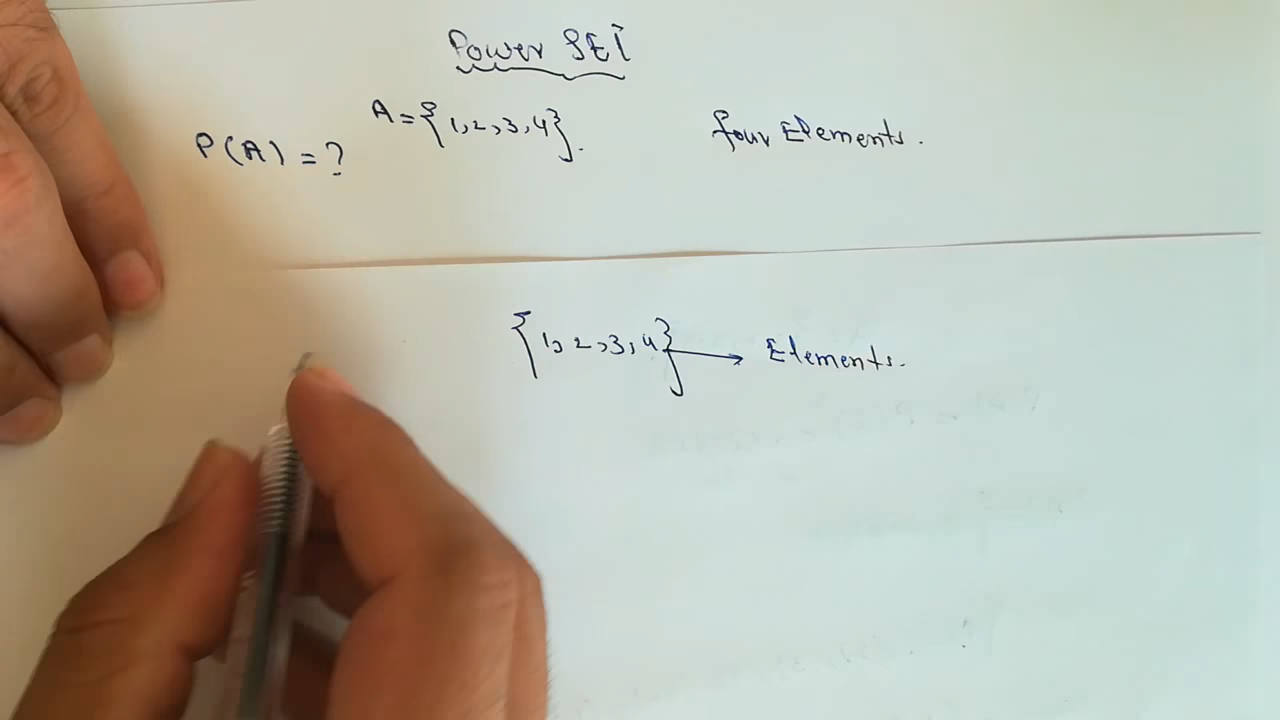 Power SET
A = {1,2,3,4}. four Elements.
P(A) = ?
{1,2,3,4} → Elements.